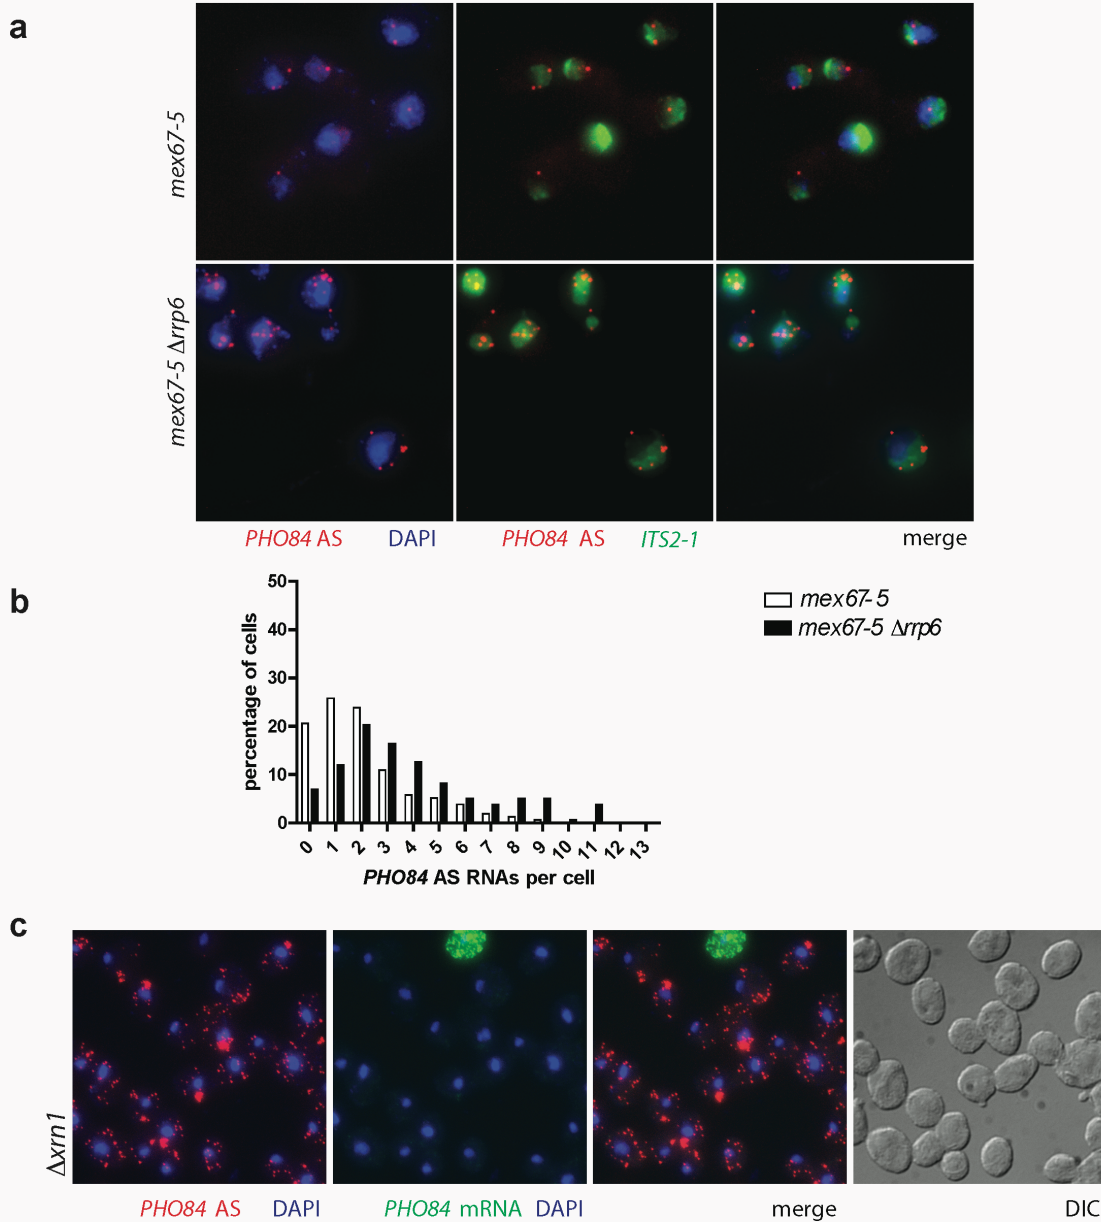 a
mex67-5
mex67-5 Δrrp6
PHO84 AS DAPI PHO84 AS ITS2-1 merge
b
50
40
30
20
10
0
percentage of cells
0 1 2 3 4 5 6 7 8 9 10 11 12 13
PHO84 AS RNAs per cell
mex67-5
mex67-5 Δrrp6
c
Δxrn1
PHO84 AS DAPI PHO84 mRNA DAPI merge DIC